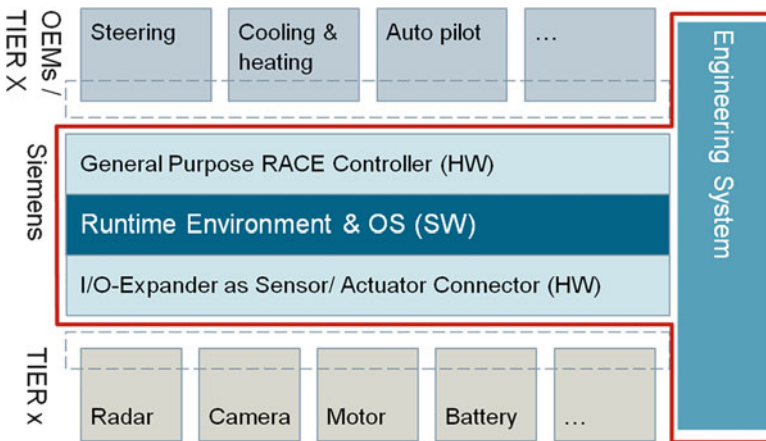 OEMs /
TIER X
Steering
Cooling &
heating
Auto pilot
...
Engineering System
Siemens
General Purpose RACE Controller (HW)
Runtime Environment & OS (SW)
I/O-Expander as Sensor/ Actuator Connector (HW)
TIER x
Radar
Camera
Motor
Battery
...